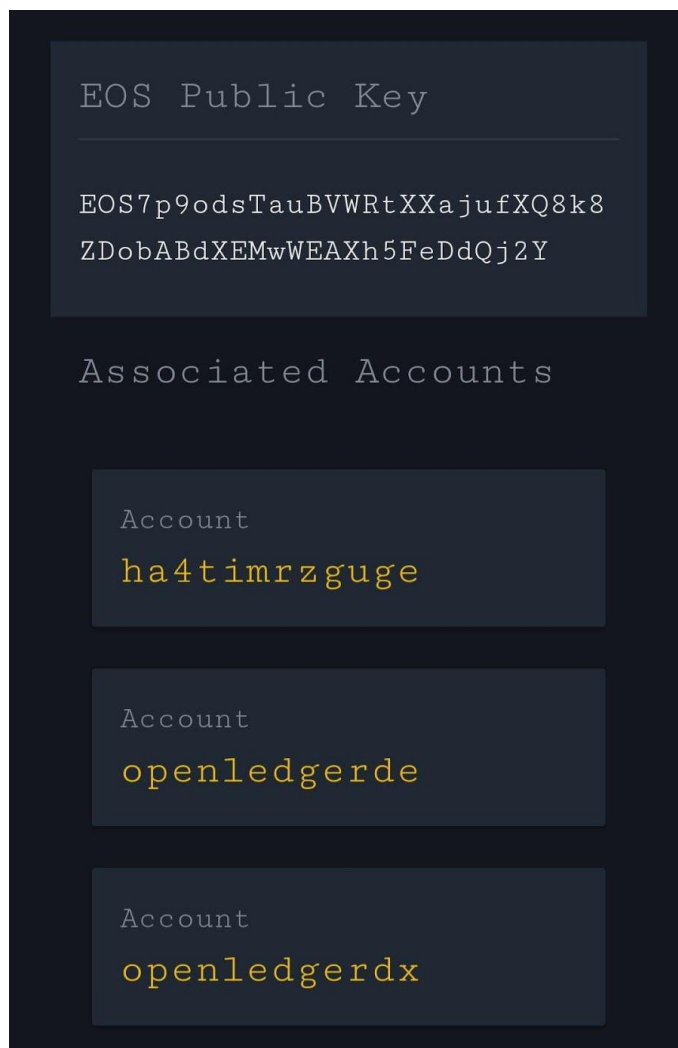 EOS Public Key
EOS7p9odsTauBVWRtXXajufXQ8k8
ZDobABdXEMwWEAXh5FeDdQj2Y
Associated Accounts
Account
ha4timrzguge
Account
openledgerde
Account
openledgerdx